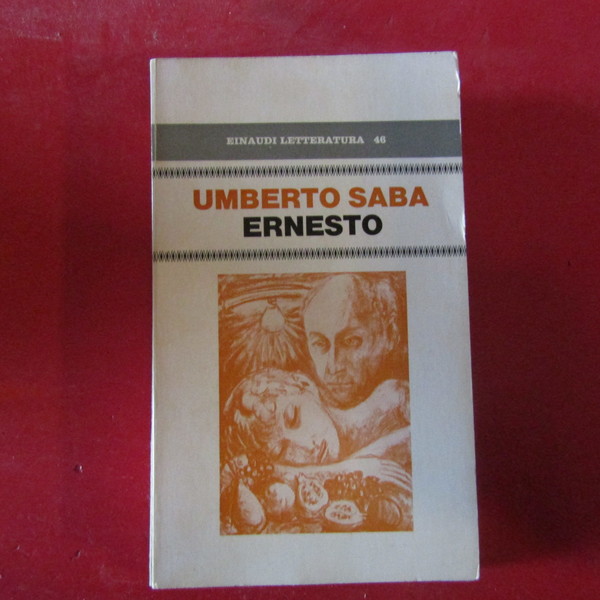 EINAUDI LETTERATURA 46
UMBERTO SABA
ERNESTO